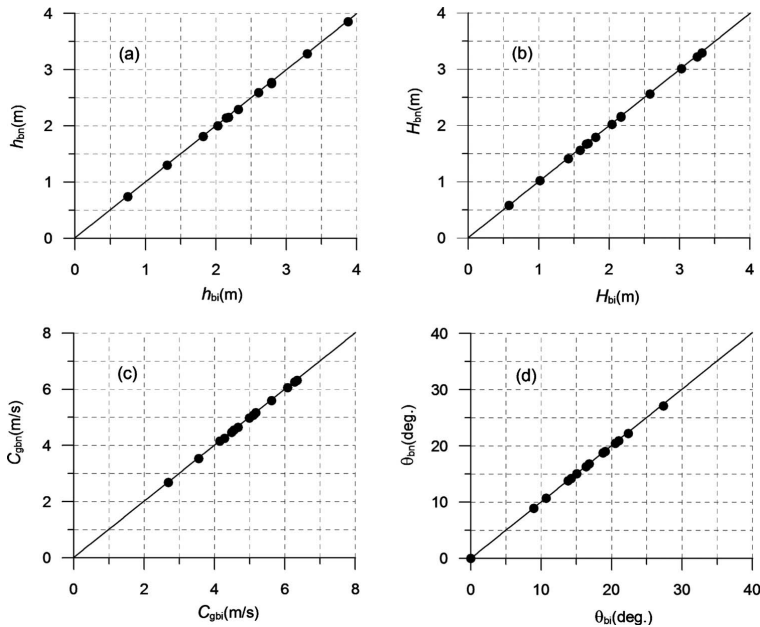 4
3
2
1
0
h_bn(m)
(a)
0 1 2 3 4
h_bi(m)
4
3
2
1
0
H_bn(m)
(b)
0 1 2 3 4
H_bi(m)
8
6
4
2
0
C_gbn(m/s)
(c)
0 2 4 6 8
C_gbi(m/s)
40
30
20
10
0
θ_bn(deg.)
(d)
0 10 20 30 40
θ_bi(deg.)